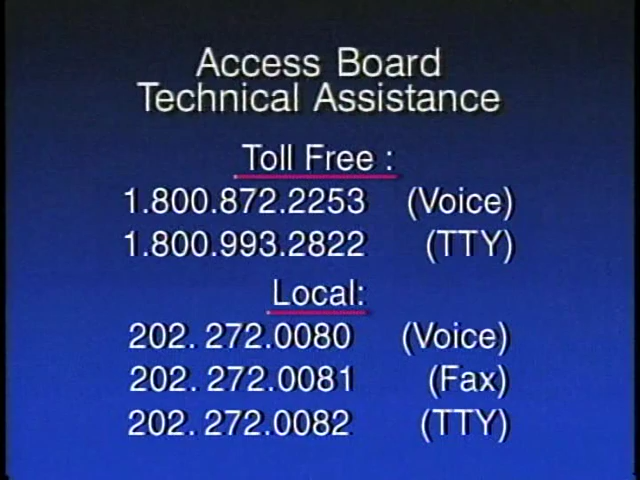 Access Board
Technical Assistance
Toll Free :
1.800.872.2253 (Voice)
1.800.993.2822 (TTY)
Local:
202. 272.0080 (Voice)
202. 272.0081 (Fax)
202. 272.0082 (TTY)